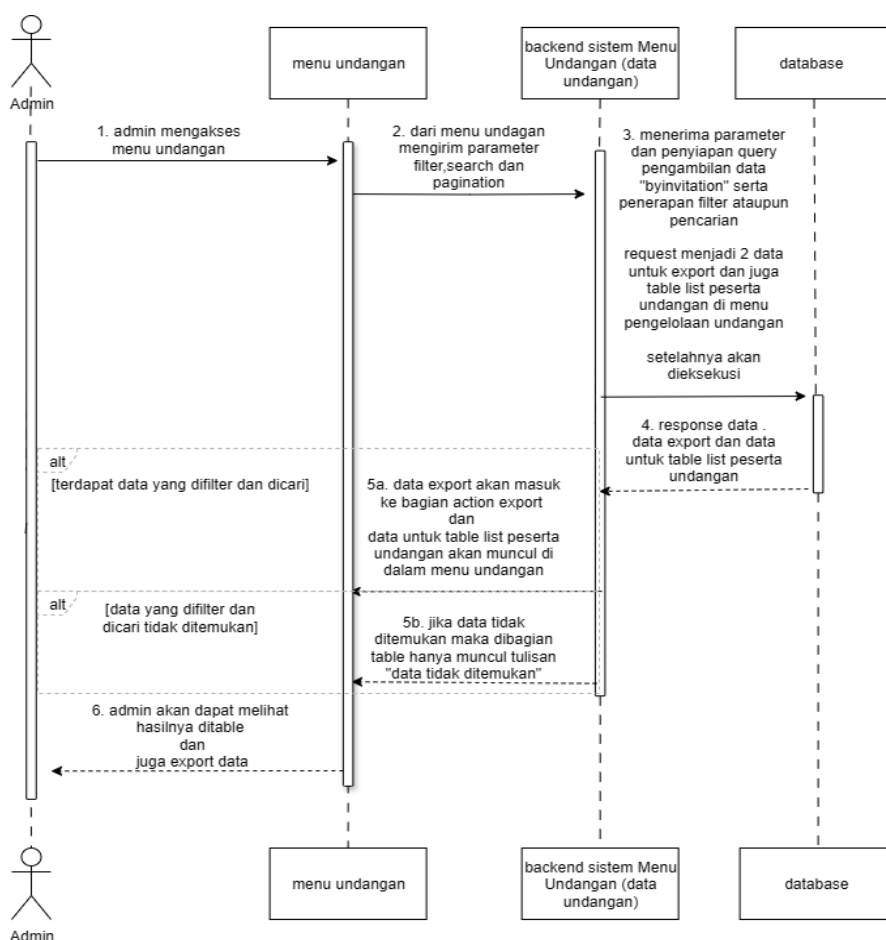 Admin
menu undangan
backend sistem Menu
Undangan (data
undangan)
database
1. admin mengakses
menu undangan
2. dari menu undagan
mengirim parameter
filter,search dan
pagination
3. menerima parameter
dan penyiapan query
pengambilan data
"byinvitation" serta
penerapan filter ataupun
pencarian
request menjadi 2 data
untuk export dan juga
table list peserta
undangan di menu
pengelolaan undangan
setelahnya akan
dieksekusi
4. response data .
data export dan data
untuk table list peserta
undangan
alt
[terdapat data yang difilter dan dicari]
5a. data export akan masuk
ke bagian action export
dan
data untuk table list peserta
undangan akan muncul di
dalam menu undangan
alt
[data yang difilter dan
dicari tidak ditemukan]
5b. jika data tidak
ditemukan maka dibagian
table hanya muncul tulisan
"data tidak ditemukan"
6. admin akan dapat melihat
hasilnya ditable
dan
juga export data
Admin
menu undangan
backend sistem Menu
Undangan (data
undangan)
database